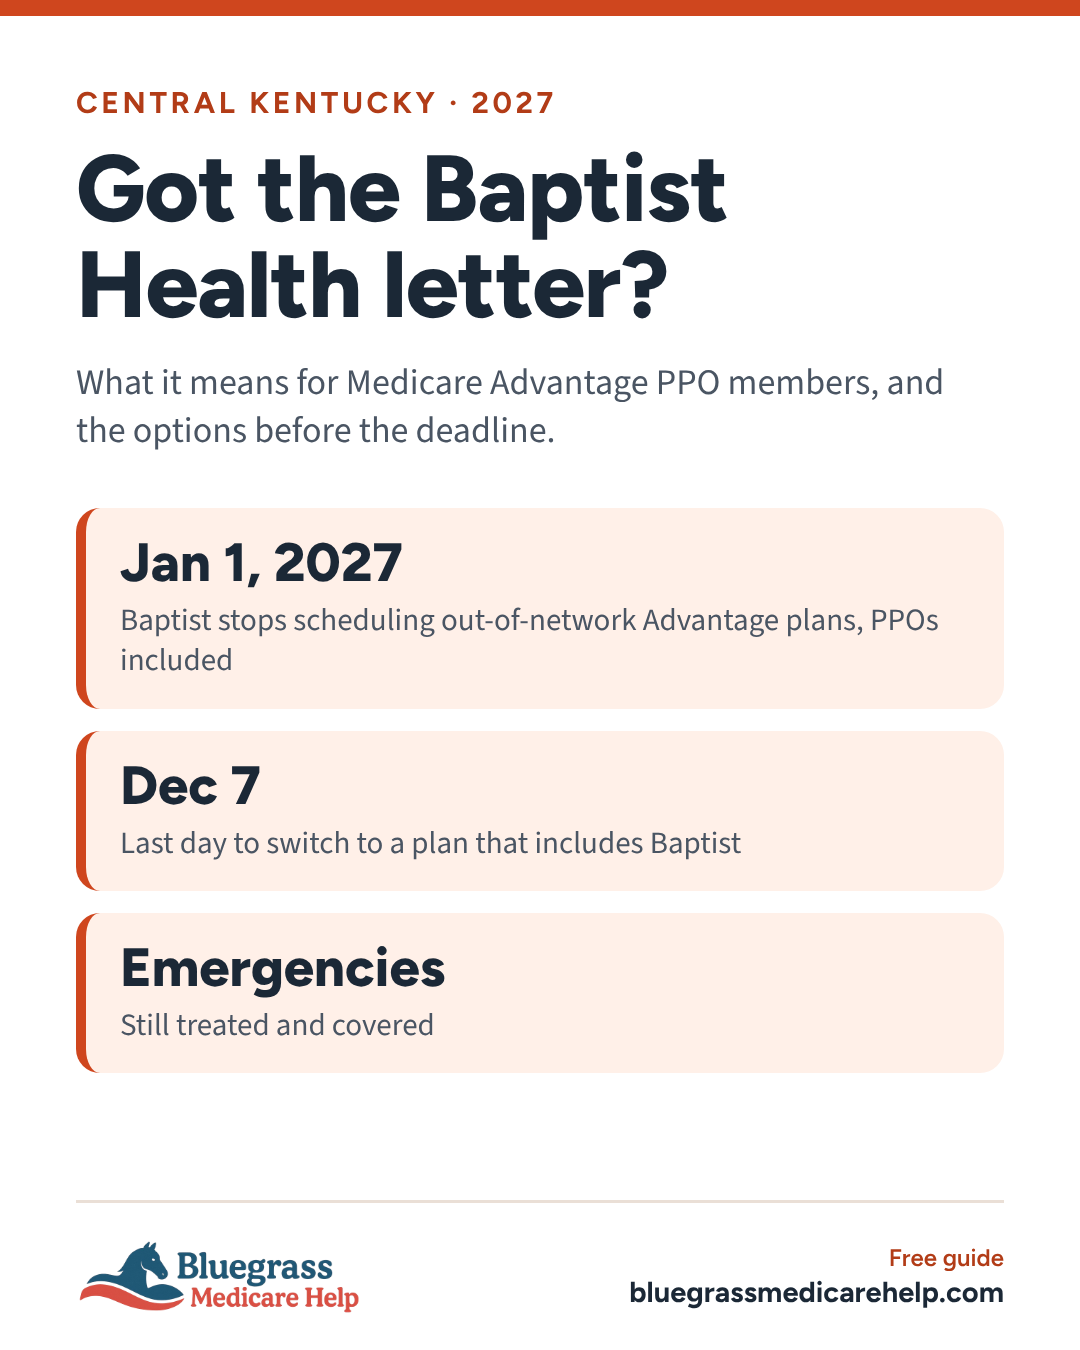 CENTRAL KENTUCKY · 2027
Got the Baptist
Health letter?
What it means for Medicare Advantage PPO members, and
the options before the deadline.
Jan 1, 2027
Baptist stops scheduling out-of-network Advantage plans, PPOs
included
Dec 7
Last day to switch to a plan that includes Baptist
Emergencies
Still treated and covered
Bluegrass
Medicare Help
Free guide
bluegrassmedicarehelp.com